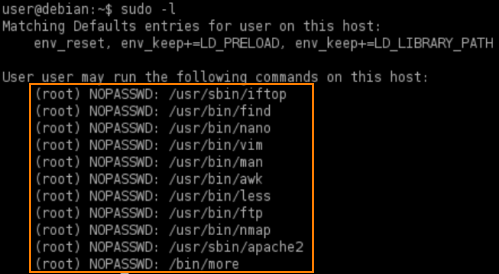 user@debian:~$ sudo -l
Matching Defaults entries for user on this host:
env_reset, env_keep+=LD_PRELOAD, env_keep+=LD_LIBRARY_PATH
User user may run the following commands on this host:
(root) NOPASSWD: /usr/sbin/iftop
(root) NOPASSWD: /usr/bin/find
(root) NOPASSWD: /usr/bin/nano
(root) NOPASSWD: /usr/bin/vim
(root) NOPASSWD: /usr/bin/man
(root) NOPASSWD: /usr/bin/awk
(root) NOPASSWD: /usr/bin/less
(root) NOPASSWD: /usr/bin/ftp
(root) NOPASSWD: /usr/bin/nmap
(root) NOPASSWD: /usr/sbin/apache2
(root) NOPASSWD: /bin/more